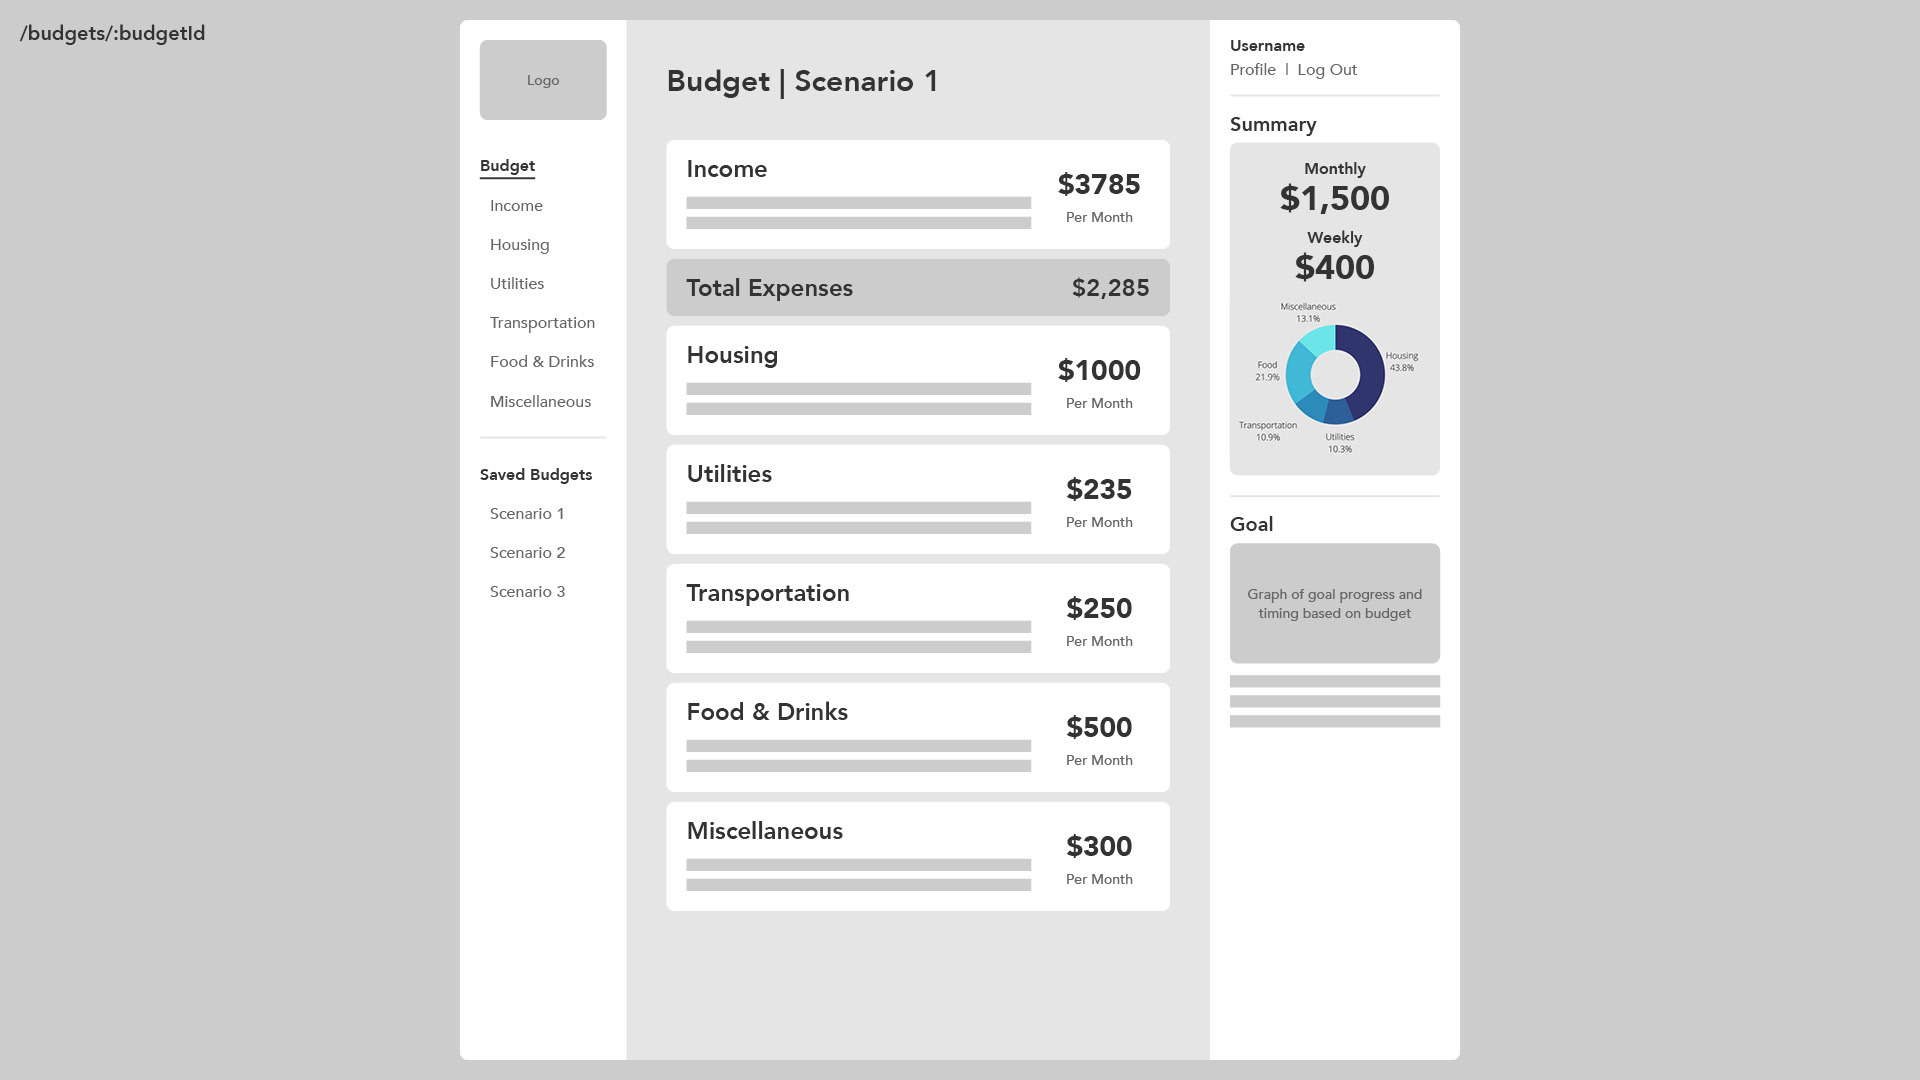 /budgets/:budgetId
Logo
Budget
Income
Housing
Utilities
Transportation
Food & Drinks
Miscellaneous
Saved Budgets
Scenario 1
Scenario 2
Scenario 3
Budget | Scenario 1
Income
$3785
Per Month
Total Expenses
$2,285
Housing
$1000
Per Month
Utilities
$235
Per Month
Transportation
$250
Per Month
Food & Drinks
$500
Per Month
Miscellaneous
$300
Per Month
Username
Profile | Log Out
Summary
Monthly
$1,500
Weekly
$400
Miscellaneous
13.1%
Housing
43.8%
Food
21.9%
Transportation
10.9%
Utilities
10.3%
Goal
Graph of goal progress and
timing based on budget